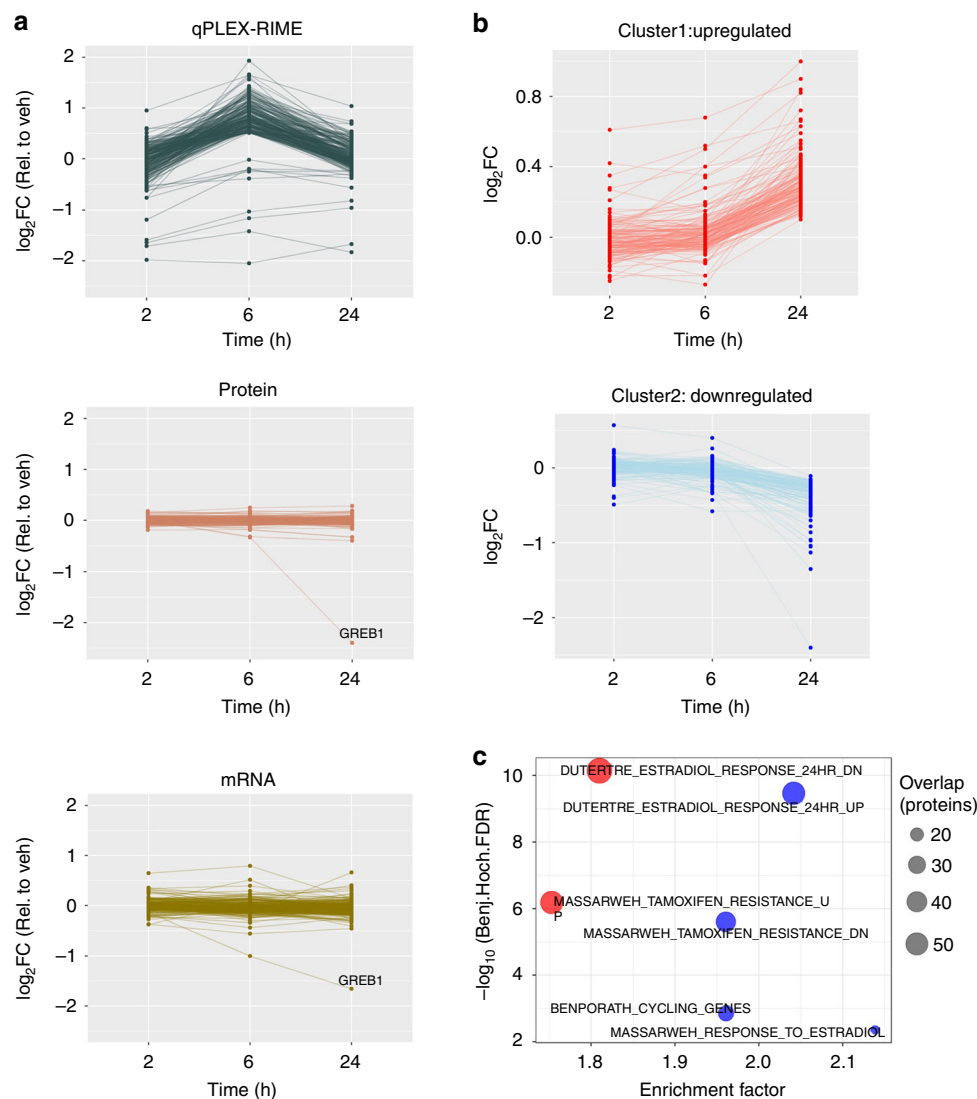 a
qPLEX-RIME
2
1
0
−1
−2
log2FC (Rel. to veh)
2 6 24
Time (h)
Protein
2
1
0
−1
−2
log2FC (Rel. to veh)
GREB1
2 6 24
Time (h)
mRNA
2
1
0
−1
−2
log2FC (Rel. to veh)
GREB1
2 6 24
Time (h)
b
Cluster1:upregulated
0.8
0.4
0.0
log2FC
2 6 24
Time (h)
Cluster2: downregulated
0
−1
−2
log2FC
2 6 24
Time (h)
c
10
8
6
4
2
−log10 (Benj.Hoch.FDR)
DUTERTRE_ESTRADIOL_RESPONSE_24HR_DN
DUTERTRE_ESTRADIOL_RESPONSE_24HR_UP
MASSARWEH_TAMOXIFEN_RESISTANCE_U
P
MASSARWEH_TAMOXIFEN_RESISTANCE_DN
BENPORATH_CYCLING_GENES
MASSARWEH_RESPONSE_TO_ESTRADIOL
1.8 1.9 2.0 2.1
Enrichment factor
Overlap
(proteins)
20
30
40
50